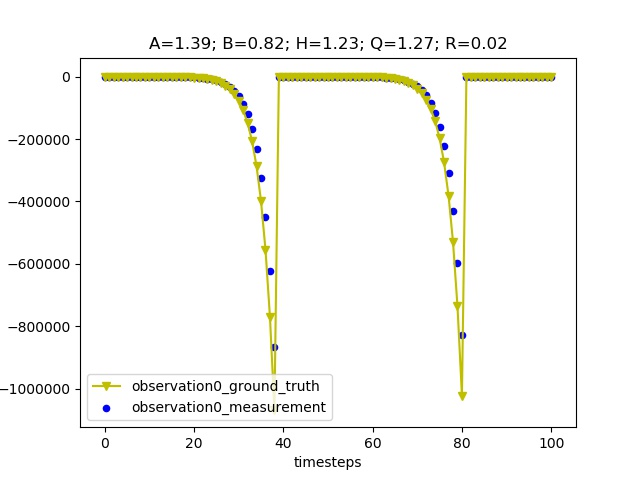 A=1.39; B=0.82; H=1.23; Q=1.27; R=0.02
0
−200000
−400000
−600000
−800000
−1000000
observation0_ground_truth
observation0_measurement
0 20 40 60 80 100
timesteps